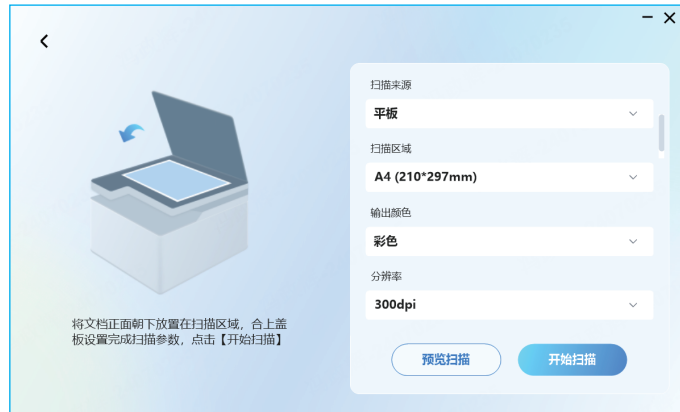 扫描来源
平板
扫描区域
A4 (210*297mm)
输出颜色
彩色
分辨率
300dpi
将文档正面朝下放置在扫描区域，合上盖
板设置完成扫描参数，点击【开始扫描】
预览扫描
开始扫描